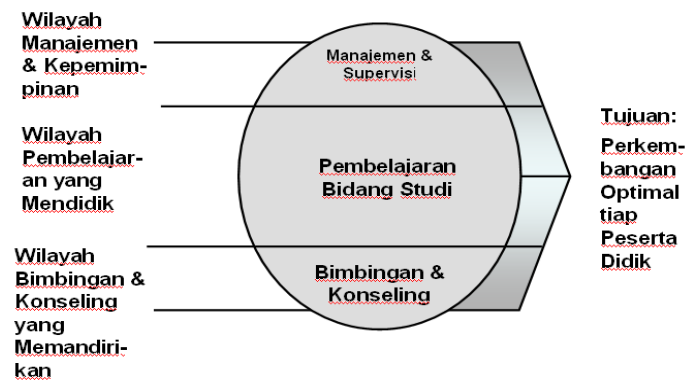 Wilayah
Manajemen
& Kepemim-
pinan
Wilayah
Pembelajar-
an yang
Mendidik
Wilayah
Bimbingan &
Konseling
yang
Memandiri-
kan
Manajemen &
Supervisi
Pembelajaran
Bidang Studi
Bimbingan &
Konseling
Tujuan:
Perkem-
bangan
Optimal
tiap
Peserta
Didik